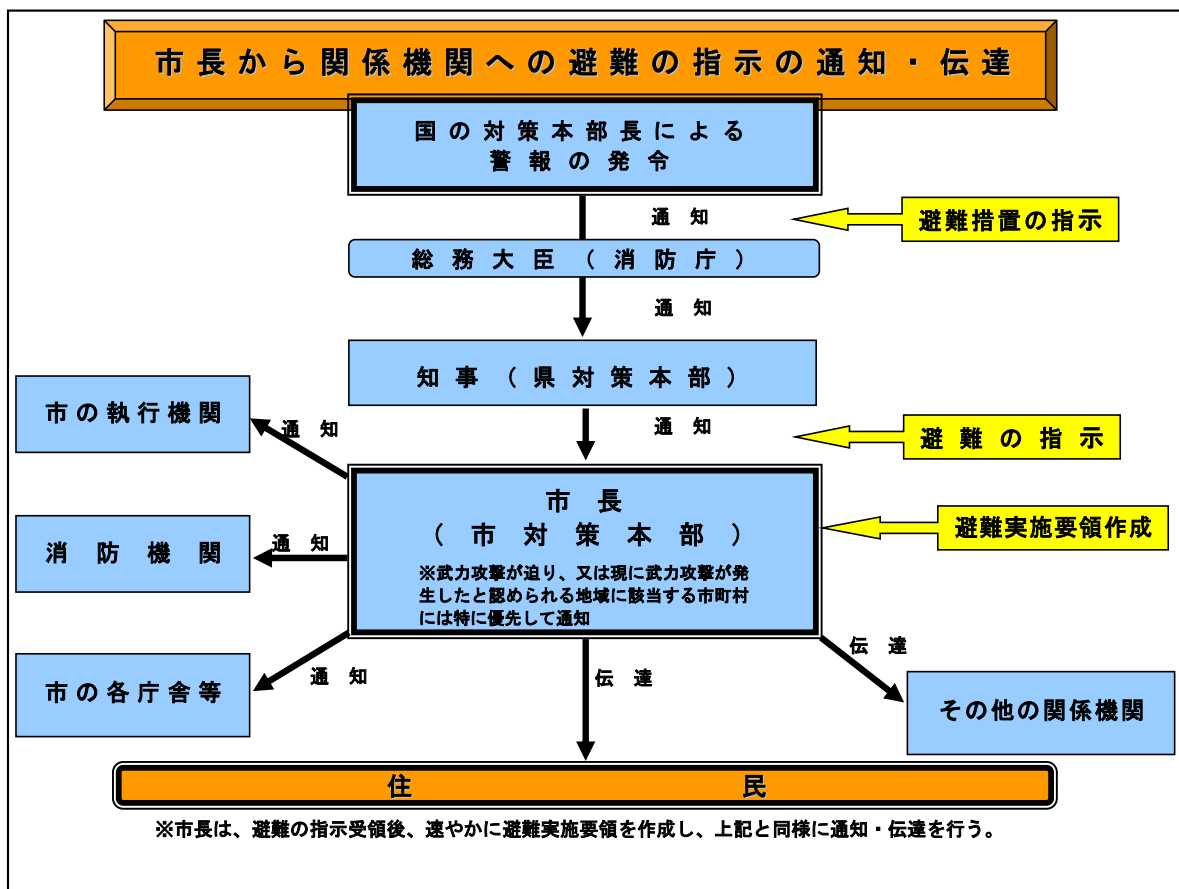 市長から関係機関への避難の指示の通知・伝達
国の対策本部長による
警報の発令
通 知
避難措置の指示
総務大臣(消防庁)
通 知
知事(県対策本部)
通 知
避難の指示
市の執行機関
通 知
市 長
(市対策本部)
※武力攻撃が迫り、又は現に武力攻撃が発
生したと認められる地域に該当する市町村
には特に優先して通知
避難実施要領作成
消防機関
通 知
市の各庁舎等
通 知
伝 達
伝 達
その他の関係機関
住 民
※市長は、避難の指示受領後、速やかに避難実施要領を作成し、上記と同様に通知・伝達を行う。